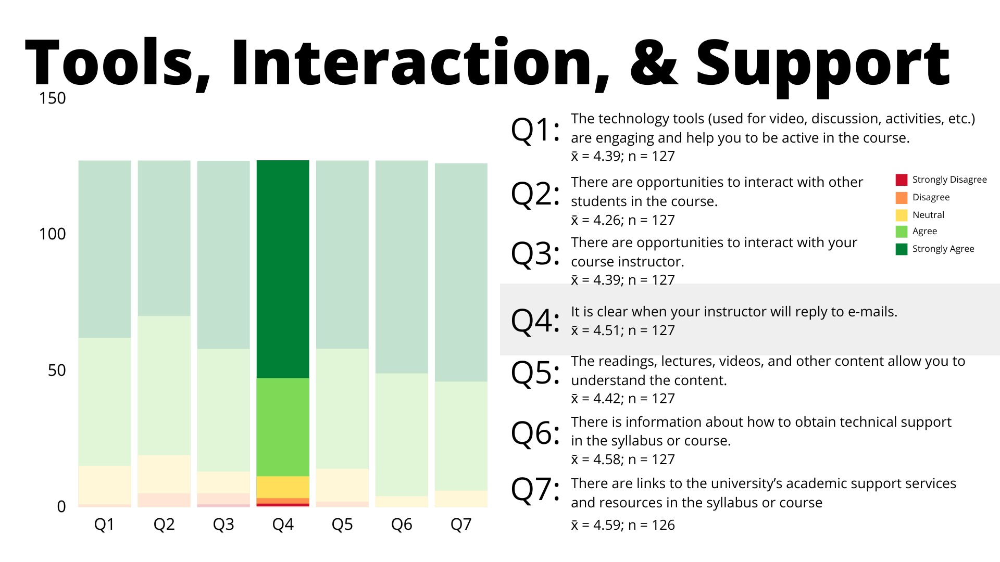 Tools, Interaction, & Support
150
100
50
0
Q1
Q2
Q3
Q4
Q5
Q6
Q7
Q1:
The technology tools (used for video, discussion, activities, etc.)
are engaging and help you to be active in the course.
x̄ = 4.39; n = 127
Q2:
There are opportunities to interact with other
students in the course.
x̄ = 4.26; n = 127
Q3:
There are opportunities to interact with your
course instructor.
x̄ = 4.39; n = 127
Q4:
It is clear when your instructor will reply to e-mails.
x̄ = 4.51; n = 127
Q5:
The readings, lectures, videos, and other content allow you to
understand the content.
x̄ = 4.42; n = 127
Q6:
There is information about how to obtain technical support
in the syllabus or course.
x̄ = 4.58; n = 127
Q7:
There are links to the university’s academic support services
and resources in the syllabus or course
x̄ = 4.59; n = 126
Strongly Disagree
Disagree
Neutral
Agree
Strongly Agree